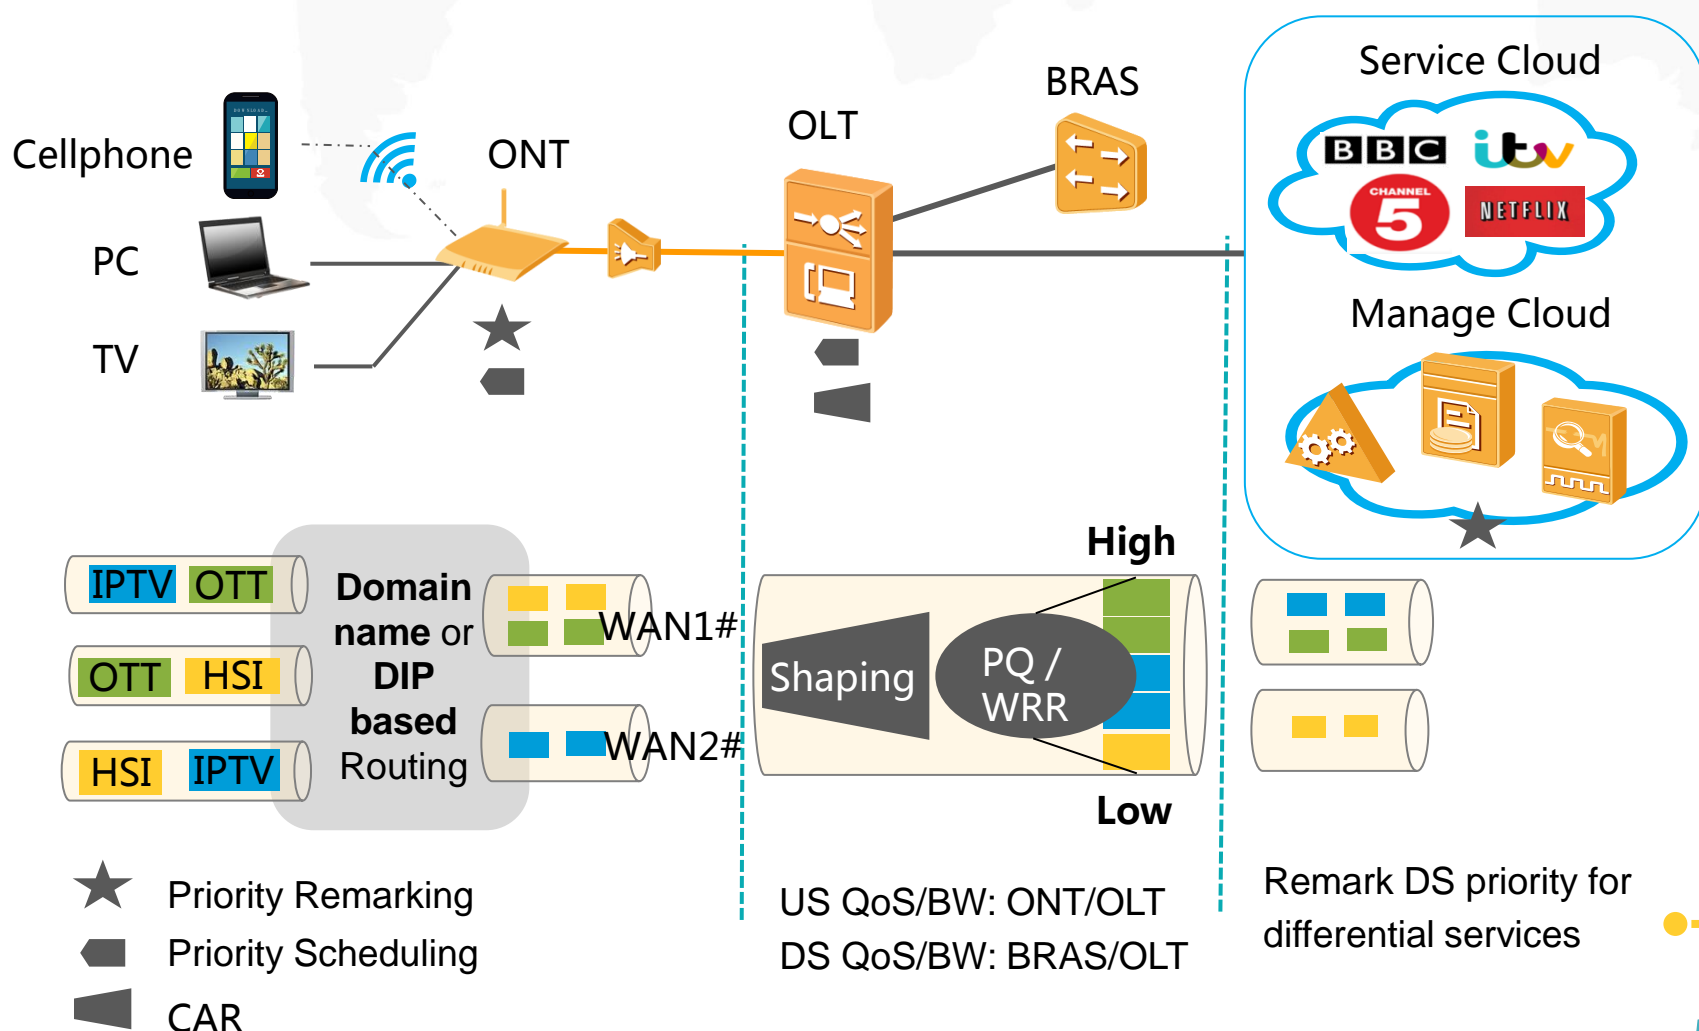 Service Cloud
BRAS
OLT
BBC
itv
Cellphone
ONT
CHANNEL
5
NETFLIX
PC
Manage Cloud
TV
High
IPTV OTT
Domain
name or
DIP
based
Routing
WAN1#
OTT HSI
Shaping
PQ /
WRR
WAN2#
HSI IPTV
Low
Priority Remarking
Priority Scheduling
CAR
US QoS/BW: ONT/OLT
DS QoS/BW: BRAS/OLT
Remark DS priority for
differential services